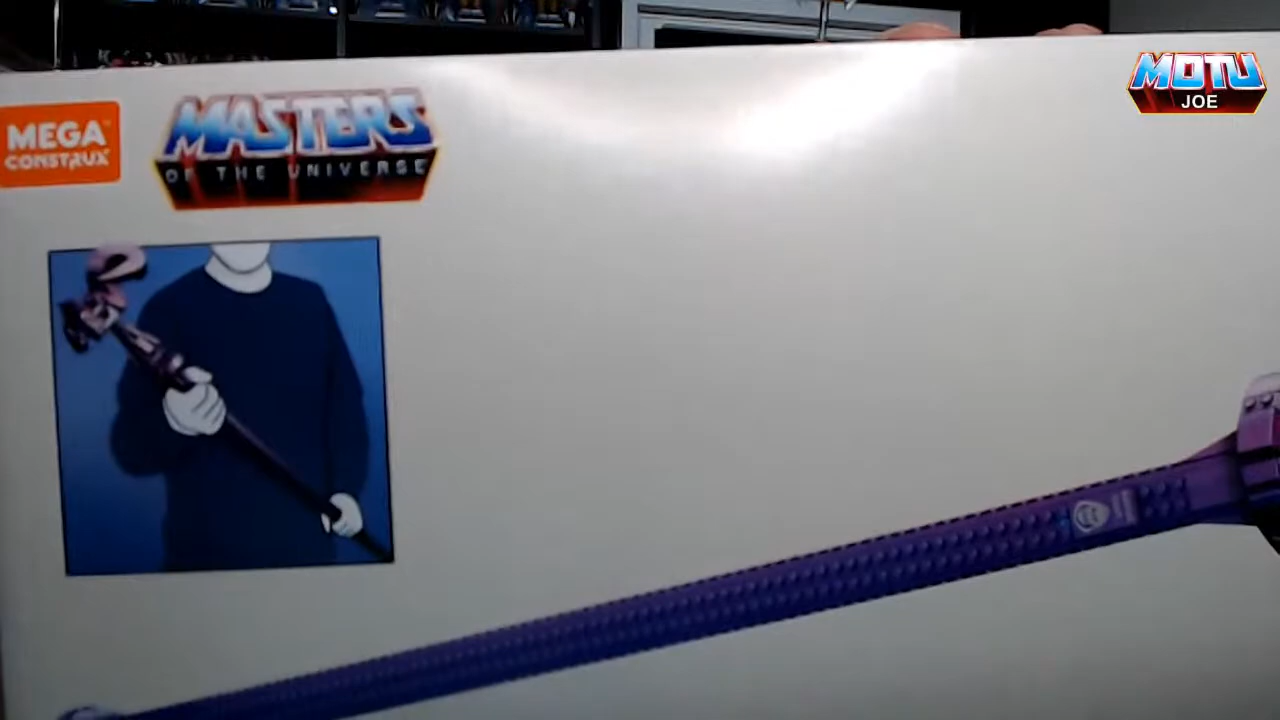 MEGA
CONSTRUX
MASTERS
OF THE UNIVERSE
MOTU
JOE